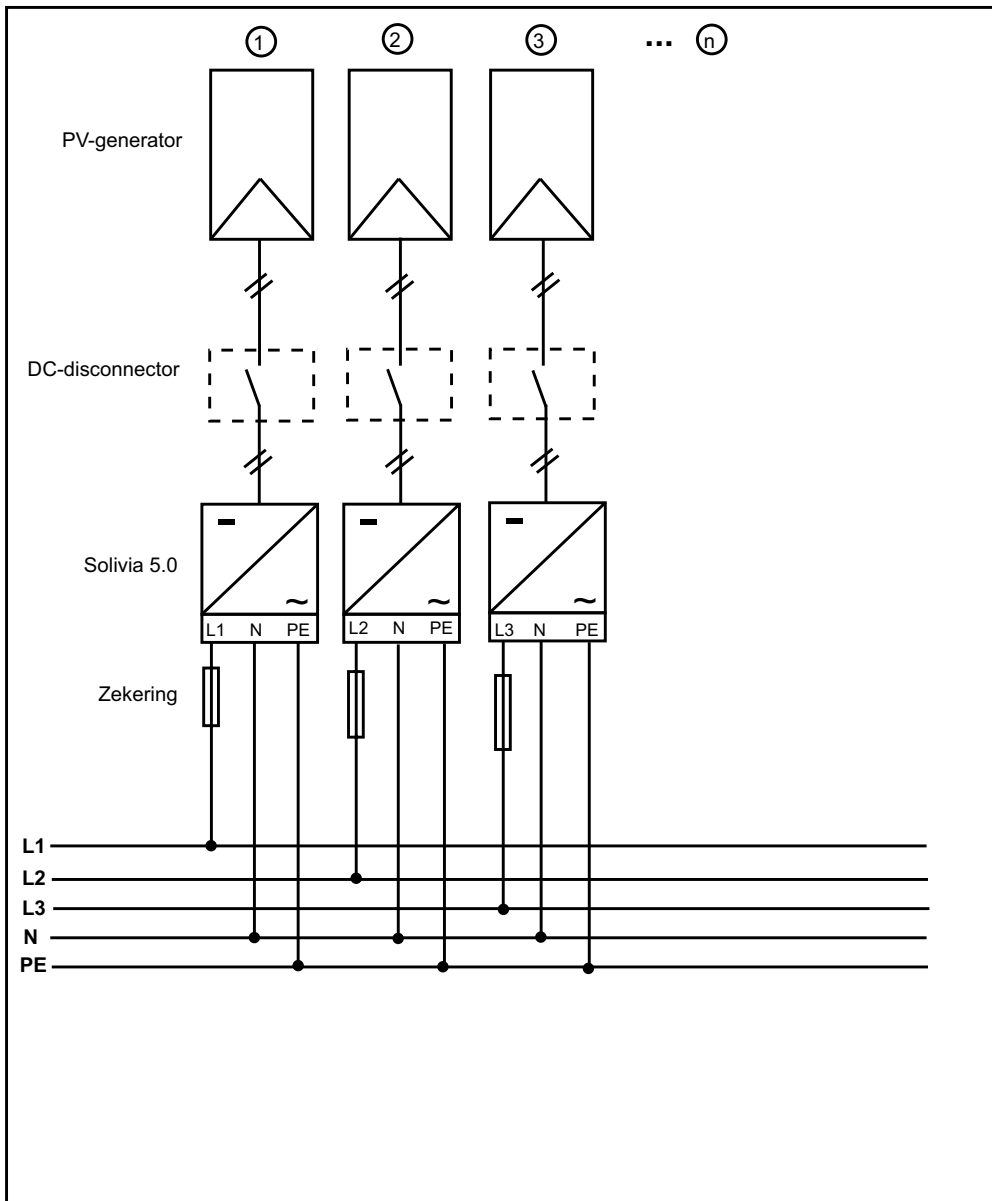 1 2 3 ... n
PV-generator
DC-disconnector
Solivia 5.0
L1 N PE L2 N PE L3 N PE
Zekering
L1
L2
L3
N
PE